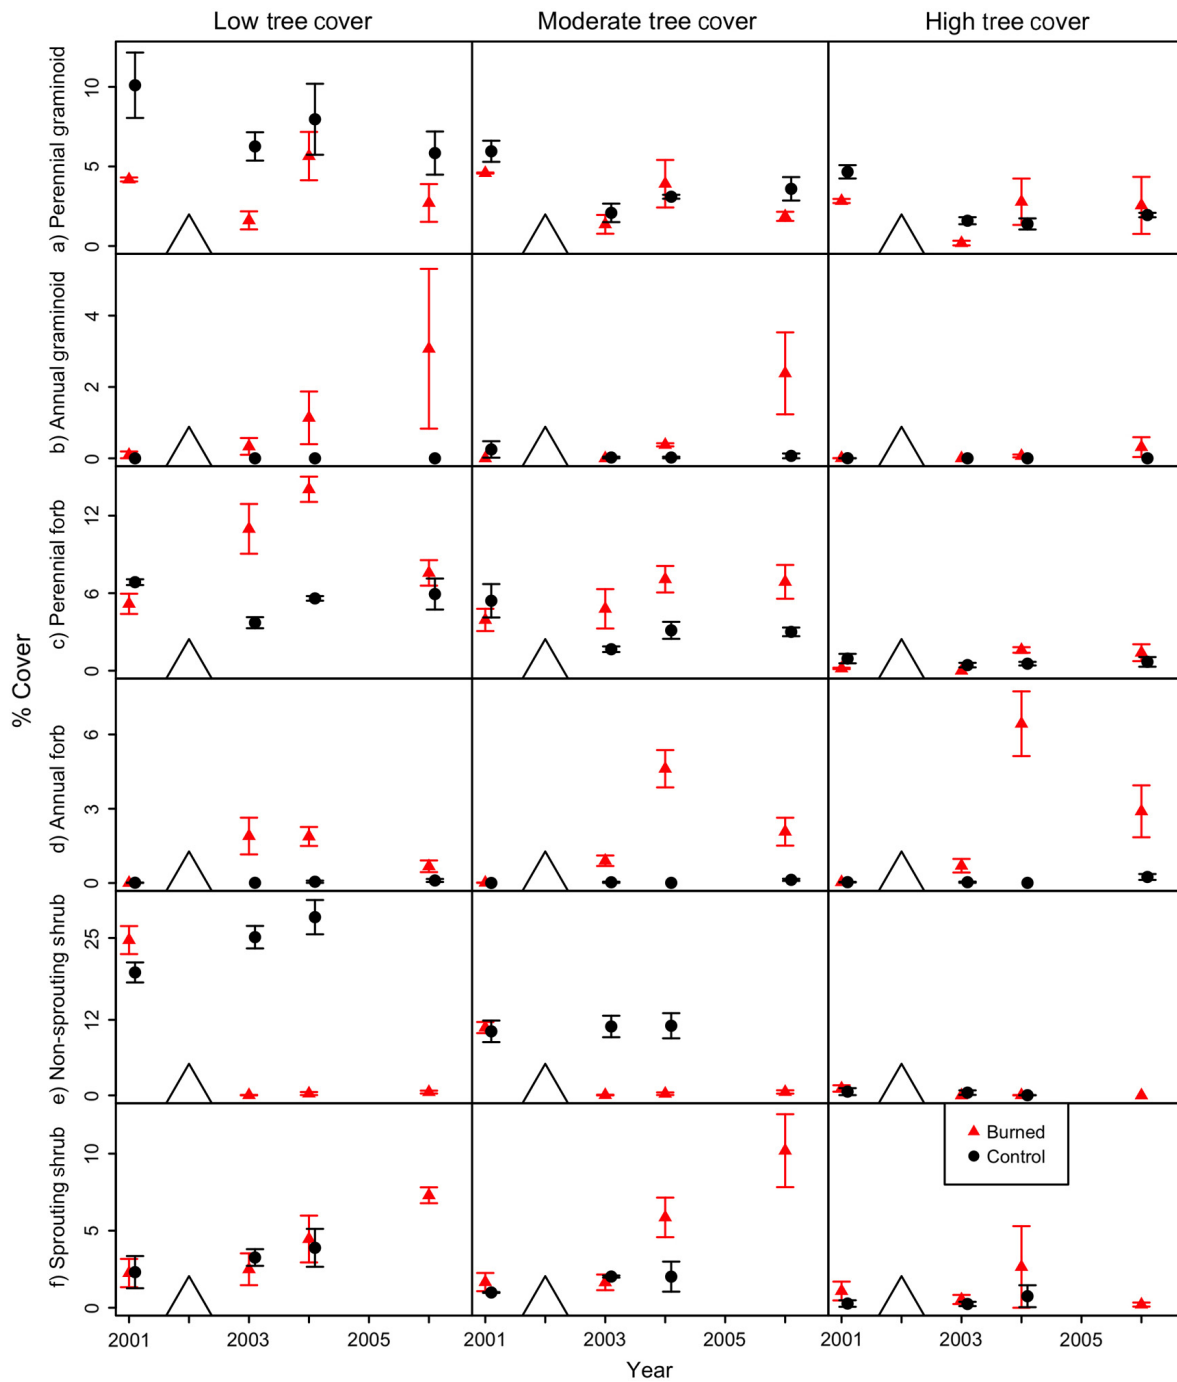 Low tree cover Moderate tree cover High tree cover
% Cover
a) Perennial graminoid
0 5 10
b) Annual graminoid
0 2 4
c) Perennial forb
0 6 12
d) Annual forb
0 3 6
e) Non-sprouting shrub
0 12 25
f) Sprouting shrub
0 5 10
Burned
Control
2001 2003 2005 2001 2003 2005 2001 2003 2005
Year